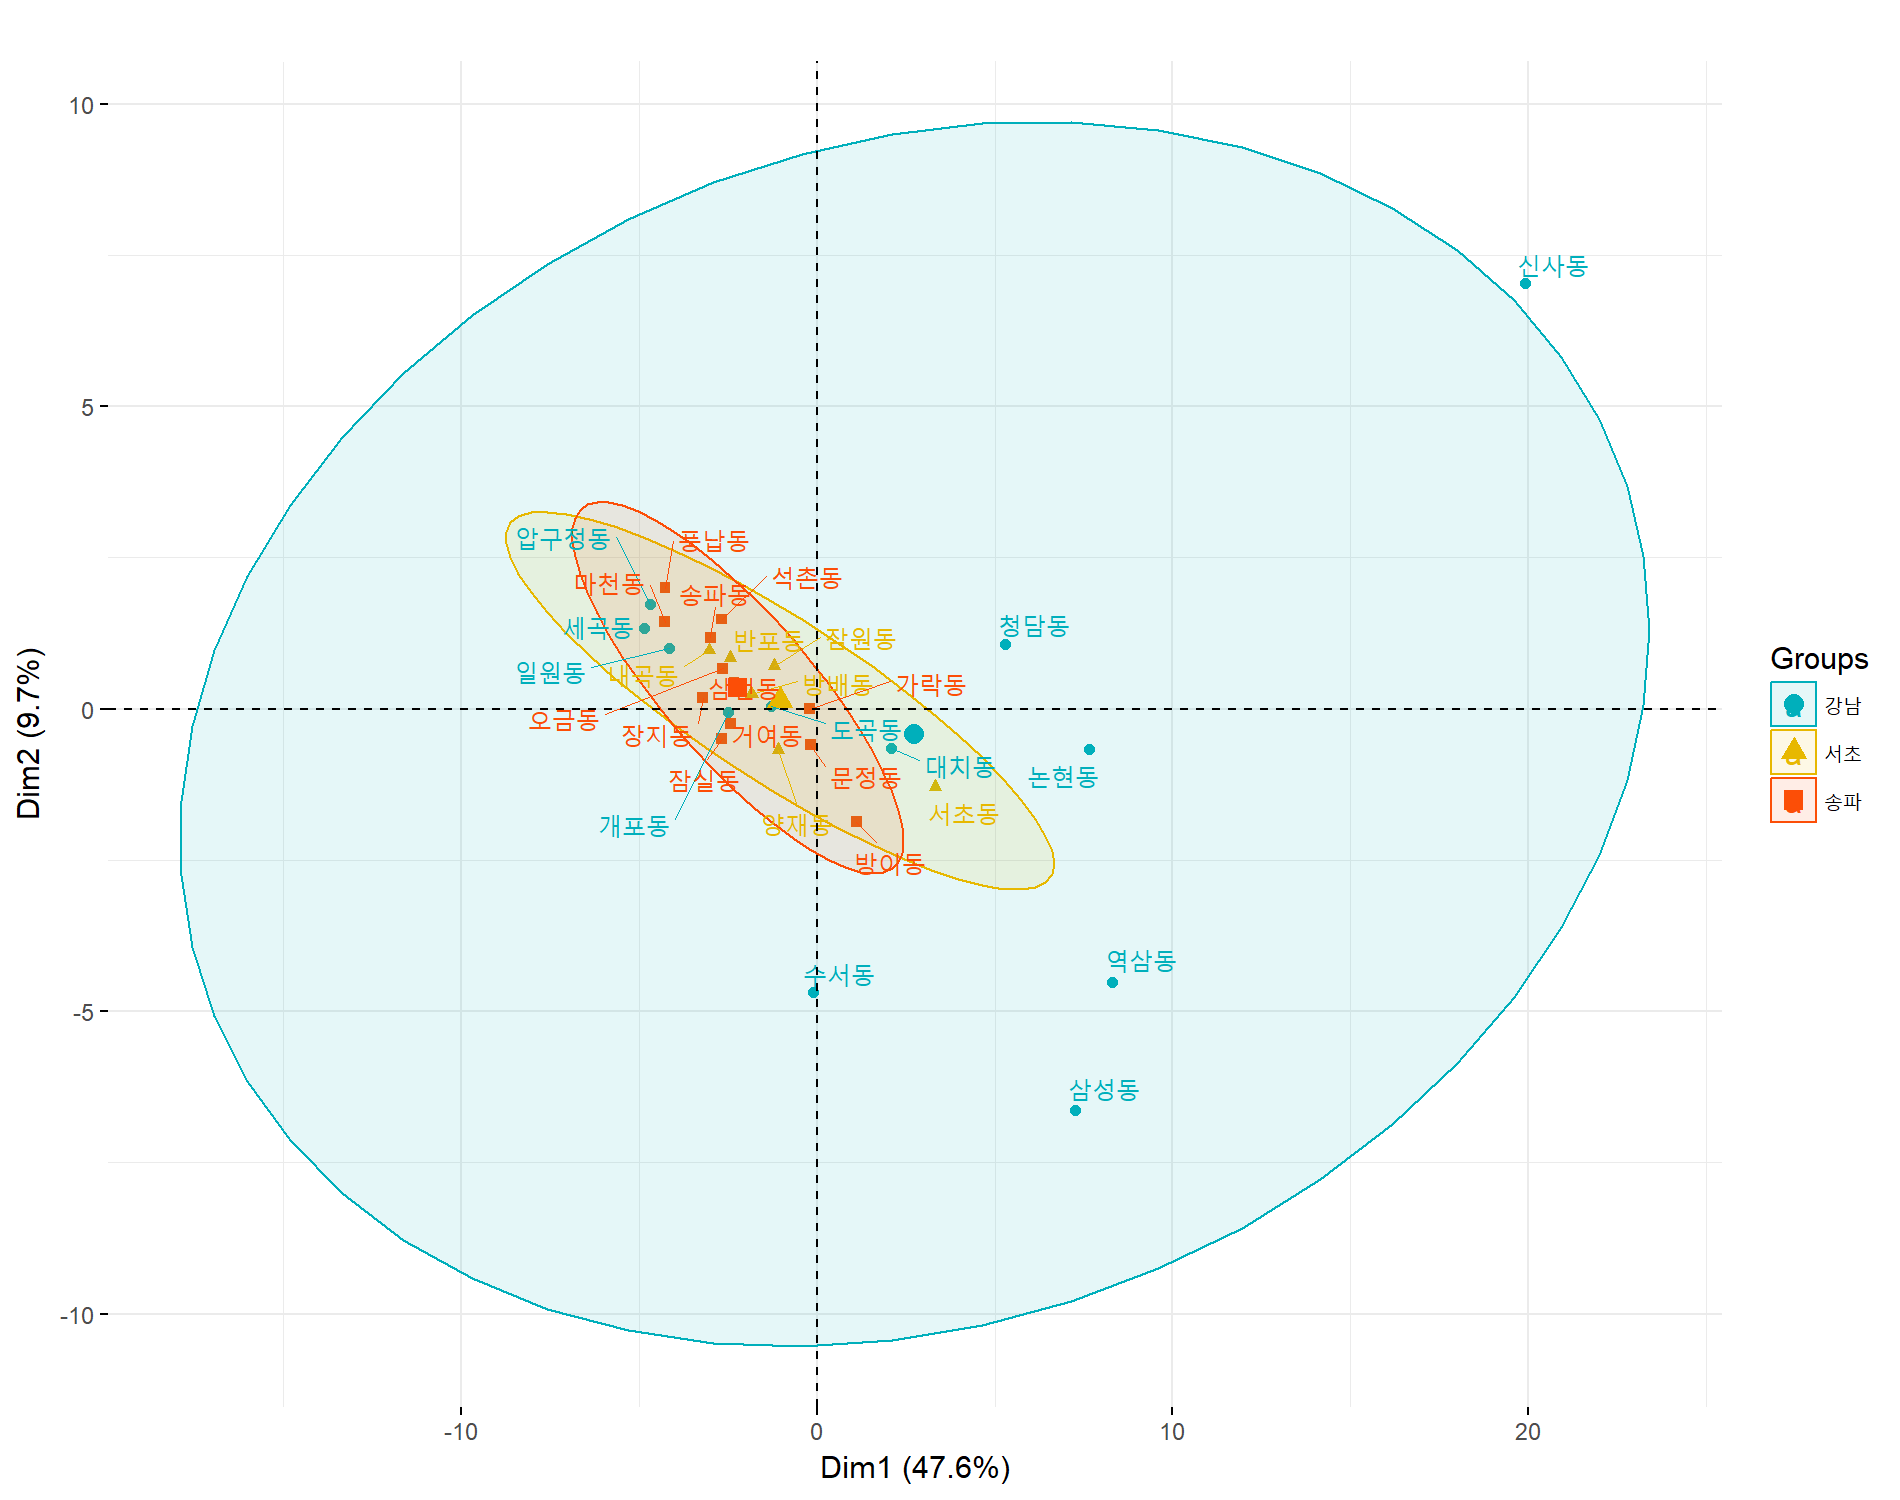 10
5
0
-5
-10
-10
0
10
20
Dim1 (47.6%)
Dim2 (9.7%)
신사동
압구정동
풍납동
마천동
송파동
석촌동
세곡동
청담동
반포동
잠원동
일원동
내곡동
방배동
가락동
오금동
장지동
거여동
도곡동
대치동
논현동
잠실동
문정동
개포동
양재동
서초동
방이동
수서동
역삼동
삼성동
Groups
강남
서초
송파